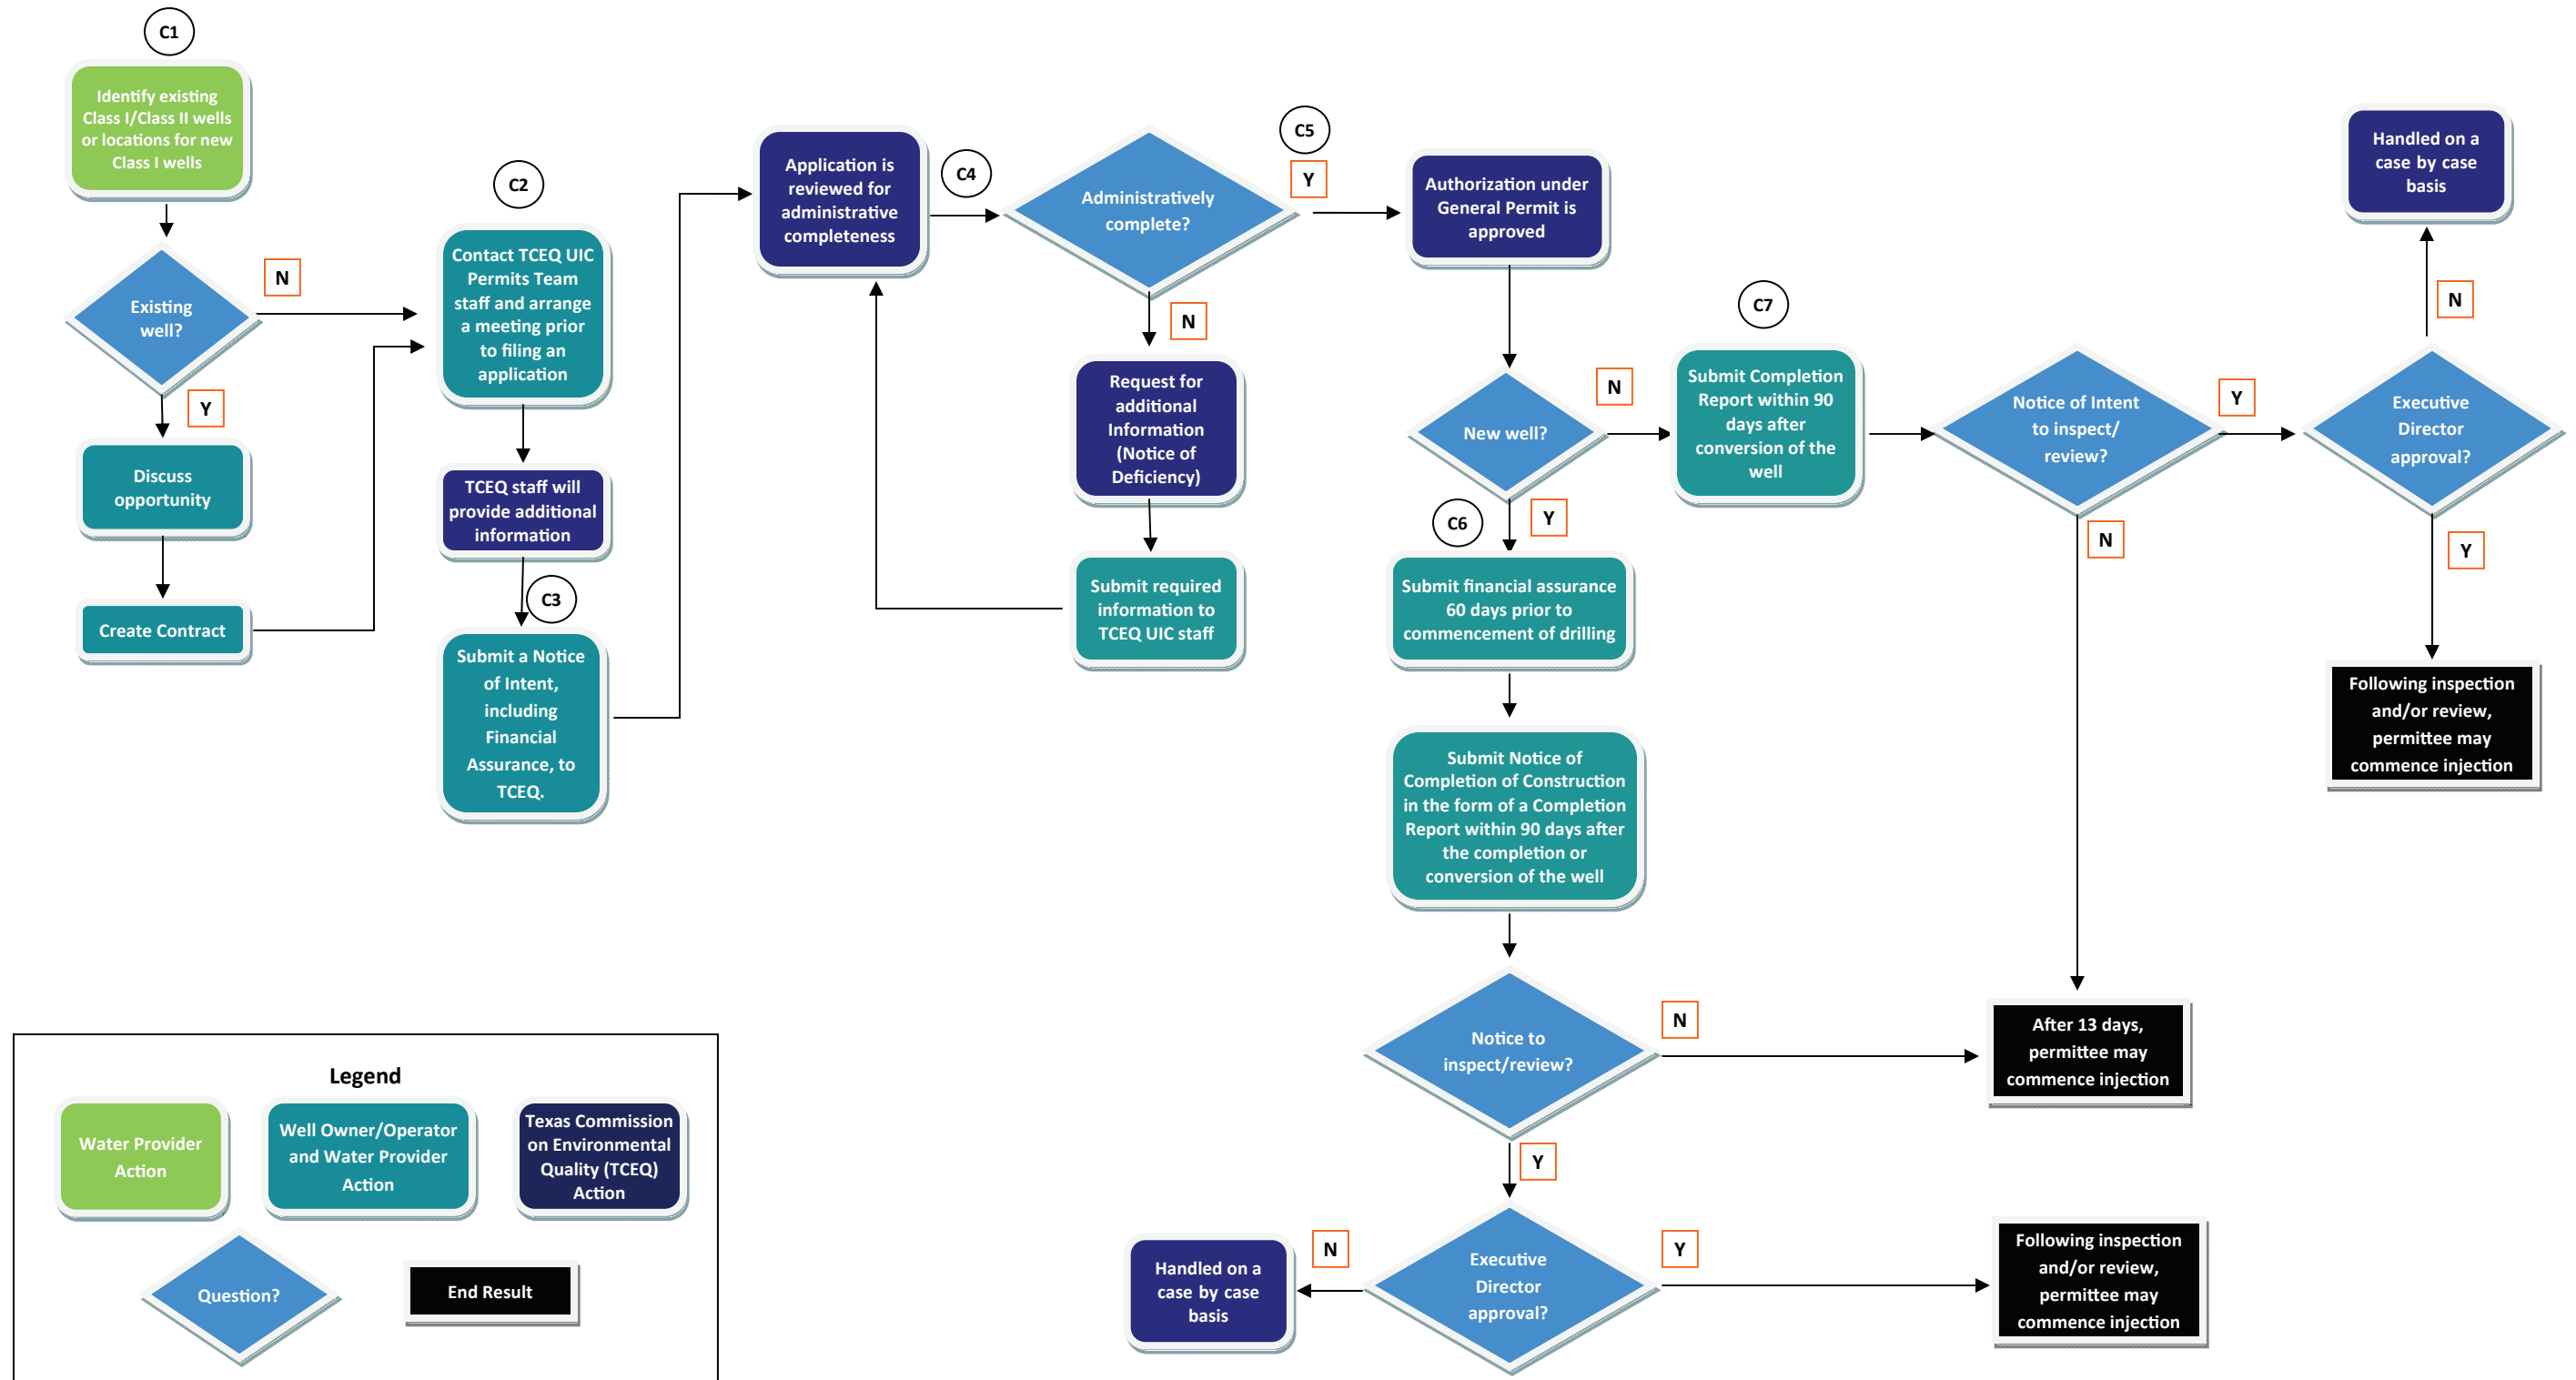 C1
Identify existing
Class I/Class II wells
or locations for new
Class I wells
Existing
well?
N
Y
Discuss
opportunity
Create Contract
C2
Contact TCEQ UIC
Permits Team
staff and arrange
a meeting prior
to filing an
application
TCEQ staff will
provide additional
information
C3
Submit a Notice
of Intent,
including
Financial
Assurance, to
TCEQ.
Application is
reviewed for
administrative
completeness
C4
Administratively
complete?
C5
Y
N
Request for
additional
Information
(Notice of
Deficiency)
Submit required
information to
TCEQ UIC staff
Authorization under
General Permit is
approved
New well?
N
Y
C6
Submit financial assurance
60 days prior to
commencement of drilling
Submit Notice of
Completion of Construction
in the form of a Completion
Report within 90 days after
the completion or
conversion of the well
Notice to
inspect/review?
N
Y
Executive
Director
approval?
N
Y
Handled on a
case by case
basis
Following inspection
and/or review,
permittee may
commence injection
C7
Submit Completion
Report within 90
days after
conversion of the
well
Notice of Intent
to inspect/
review?
Y
N
After 13 days,
permittee may
commence injection
Executive
Director
approval?
N
Y
Handled on a
case by case
basis
Following inspection
and/or review,
permittee may
commence injection
Legend
Water Provider
Action
Well Owner/Operator
and Water Provider
Action
Texas Commission
on Environmental
Quality (TCEQ)
Action
Question?
End Result